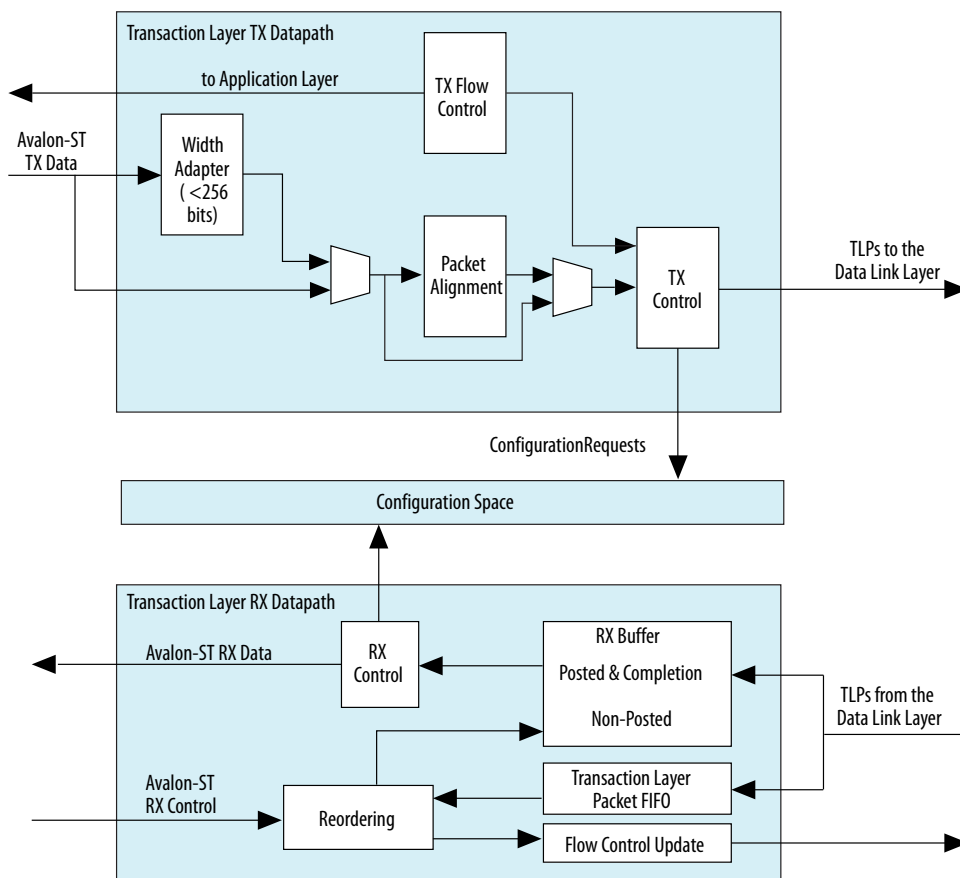 Transaction Layer TX Datapath
to Application Layer
TX Flow
Control
Avalon-ST
TX Data
Width
Adapter
( <256
bits)
Packet
Alignment
TX
Control
TLPs to the
Data Link Layer
ConfigurationRequests
Configuration Space
Transaction Layer RX Datapath
Avalon-ST RX Data
RX
Control
RX Buffer
Posted & Completion
Non-Posted
TLPs from the
Data Link Layer
Avalon-ST
RX Control
Reordering
Transaction Layer
Packet FIFO
Flow Control Update